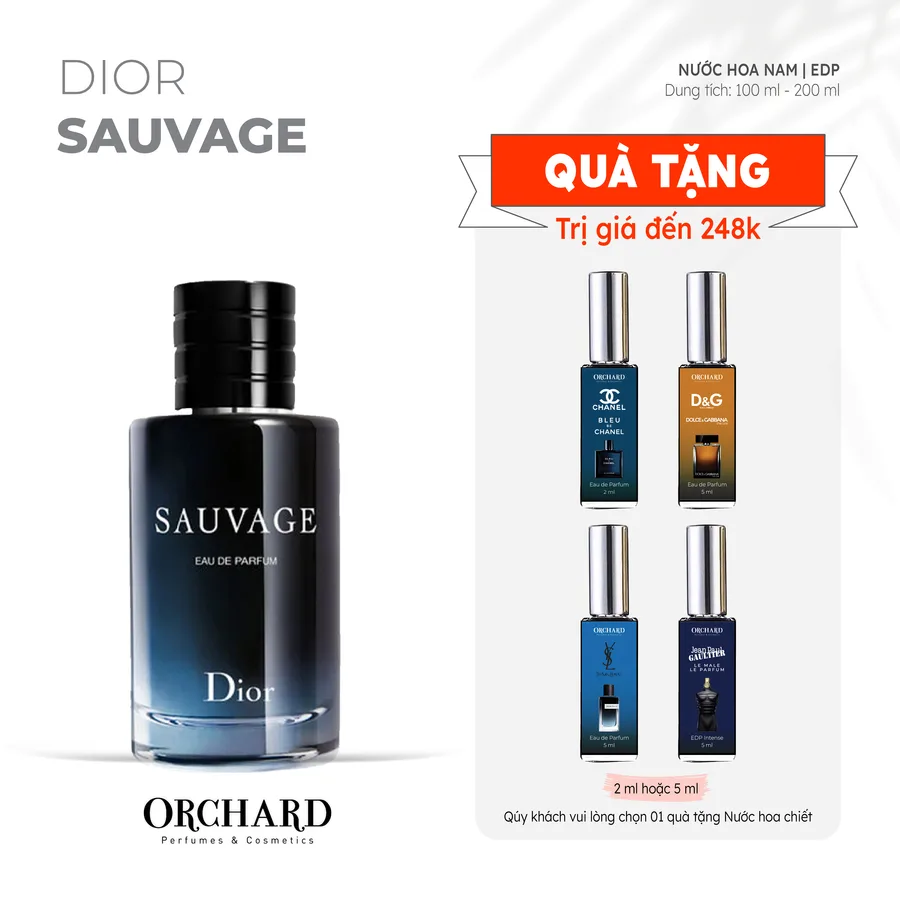 DIOR
SAUVAGE
NƯỚC HOA NAM | EDP
Dung tích: 100 ml - 200 ml
QUÀ TẶNG
Trị giá đến 248k
SAUVAGE
EAU DE PARFUM
Dior
ORCHARD
Perfumes & Cosmetics
ORCHARD
CHANEL
BLEU
DE
CHANEL
Eau de Parfum
2 ml
ORCHARD
D&G
DOLCE&GABBANA
Eau de Parfum
5 ml
ORCHARD
YSL
Eau de Parfum
5 ml
ORCHARD
Jean Paul
GAULTIER
LE MALE
LE PARFUM
EDP Intense
5 ml
2 ml hoặc 5 ml
Qúy khách vui lòng chọn 01 quà tặng Nước hoa chiết